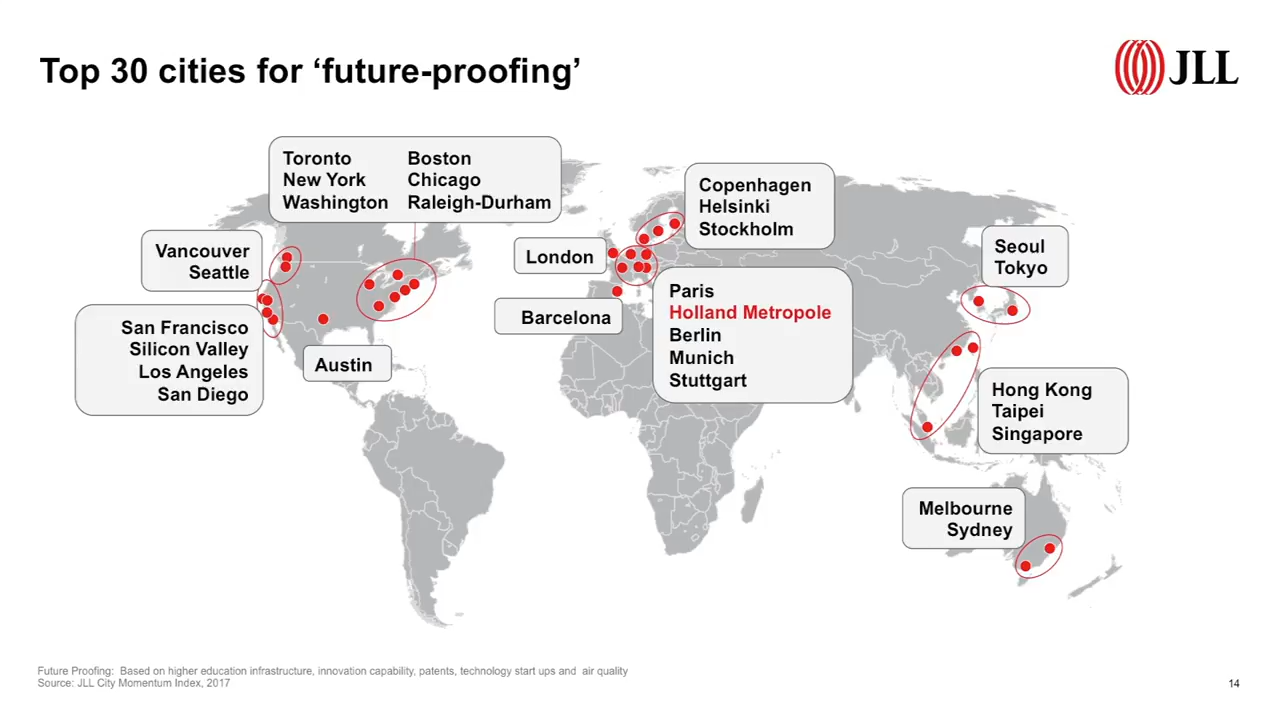 Top 30 cities for ‘future-proofing’
JLL
Toronto
New York
Washington
Boston
Chicago
Raleigh-Durham
Vancouver
Seattle
San Francisco
Silicon Valley
Los Angeles
San Diego
Austin
London
Barcelona
Copenhagen
Helsinki
Stockholm
Paris
Holland Metropole
Berlin
Munich
Stuttgart
Seoul
Tokyo
Hong Kong
Taipei
Singapore
Melbourne
Sydney
Future Proofing: Based on higher education infrastructure, innovation capability, patents, technology start ups and air quality
Source: JLL City Momentum Index, 2017
14